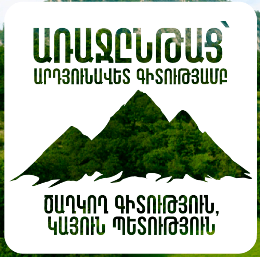 ԱՌԱՋԸՆԹԱՑ՝
ԱՐԴՅՈՒՆԱՎԵՏ ԳԻՏՈՒԹՅԱՄԲ
ԾԱՂԿՈՂ ԳԻՏՈՒԹՅՈՒՆ,
ԿԱՅՈՒՆ ՊԵՏՈՒԹՅՈՒՆ